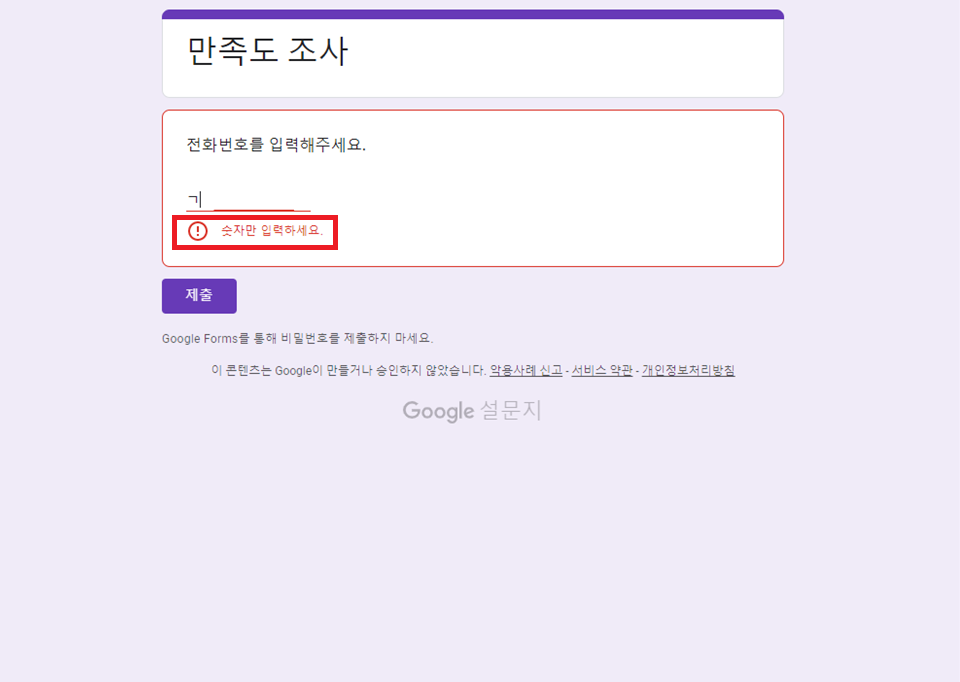 만족도 조사
전화번호를 입력해주세요.
ㄱ
숫자만 입력하세요.
제출
Google Forms를 통해 비밀번호를 제출하지 마세요.
이 콘텐츠는 Google이 만들거나 승인하지 않았습니다. 악용사례 신고 - 서비스 약관 - 개인정보처리방침
Google 설문지